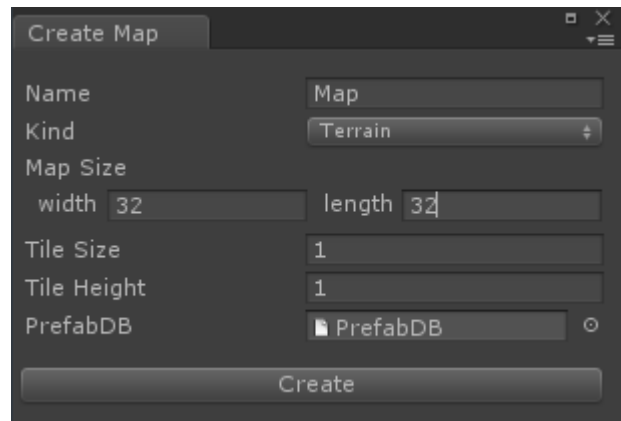 Create Map
Name Map
Kind Terrain
Map Size
width 32 length 32
Tile Size 1
Tile Height 1
PrefabDB PrefabDB
Create